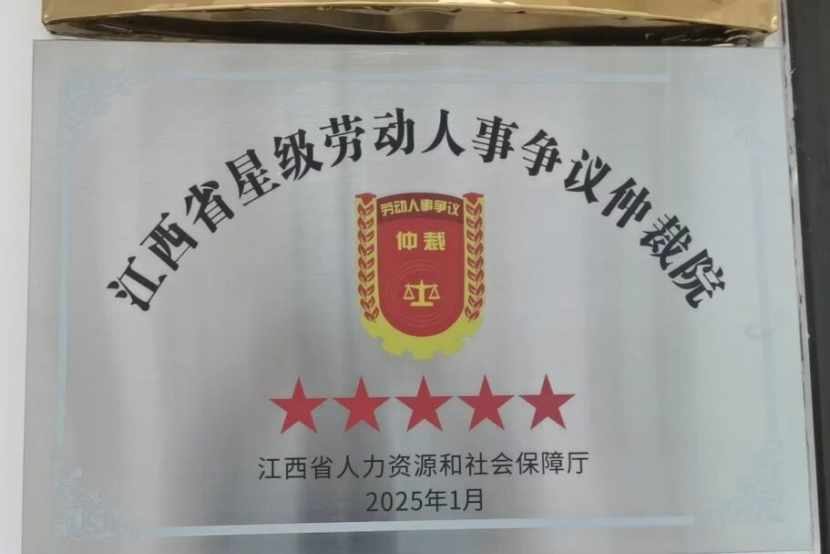 江西省星级劳动人事争议仲裁院
劳动人事争议
仲裁
江西省人力资源和社会保障厅
2025年1月